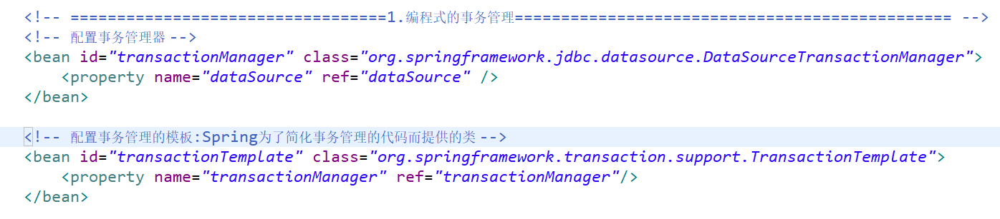 <!-- ==================================1.编程式的事务管理=============================================== -->
<!-- 配置事务管理器 -->
<bean id="transactionManager" class="org.springframework.jdbc.datasource.DataSourceTransactionManager">
    <property name="dataSource" ref="dataSource" />
</bean>
<!-- 配置事务管理的模板:Spring为了简化事务管理的代码而提供的类 -->
<bean id="transactionTemplate" class="org.springframework.transaction.support.TransactionTemplate">
    <property name="transactionManager" ref="transactionManager"/>
</bean>